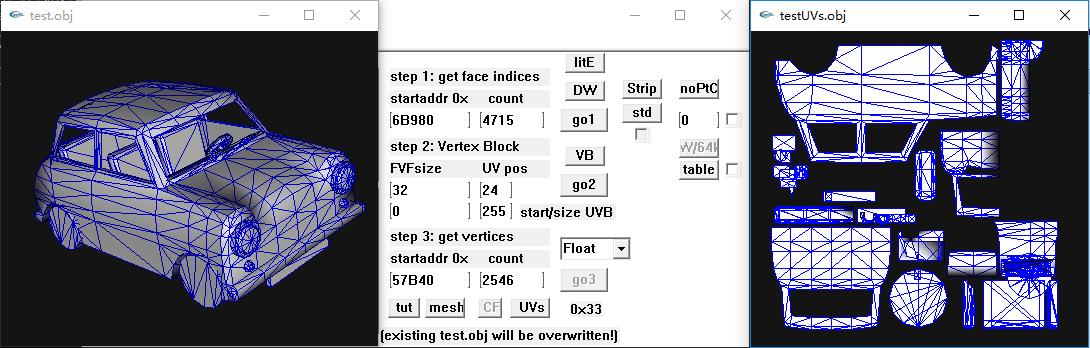 test.obj
testUVs.obj
litE
step 1: get face indices
startaddr 0x count
DW
Strip
noPtC
[6B980 ] [4715 ]
go1
std
[0 ]
step 2: Vertex Block
VB
FVFsize UV pos
table
[32 ] [24 ]
go2
[0 ] [255 ] start/size UVB
step 3: get vertices
Float
startaddr 0x count
[57B40 ] [2546 ]
go3
tut mesh CF UVs 0x33
(existing test.obj will be overwritten!)